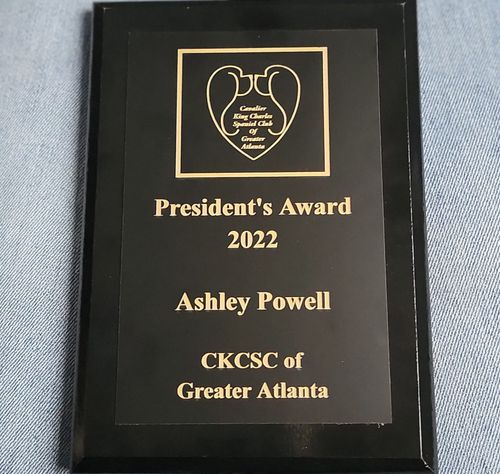 Cavalier
King Charles
Spaniel Club
Of
Greater
Atlanta
President's Award
2022
Ashley Powell
CKCSC of
Greater Atlanta